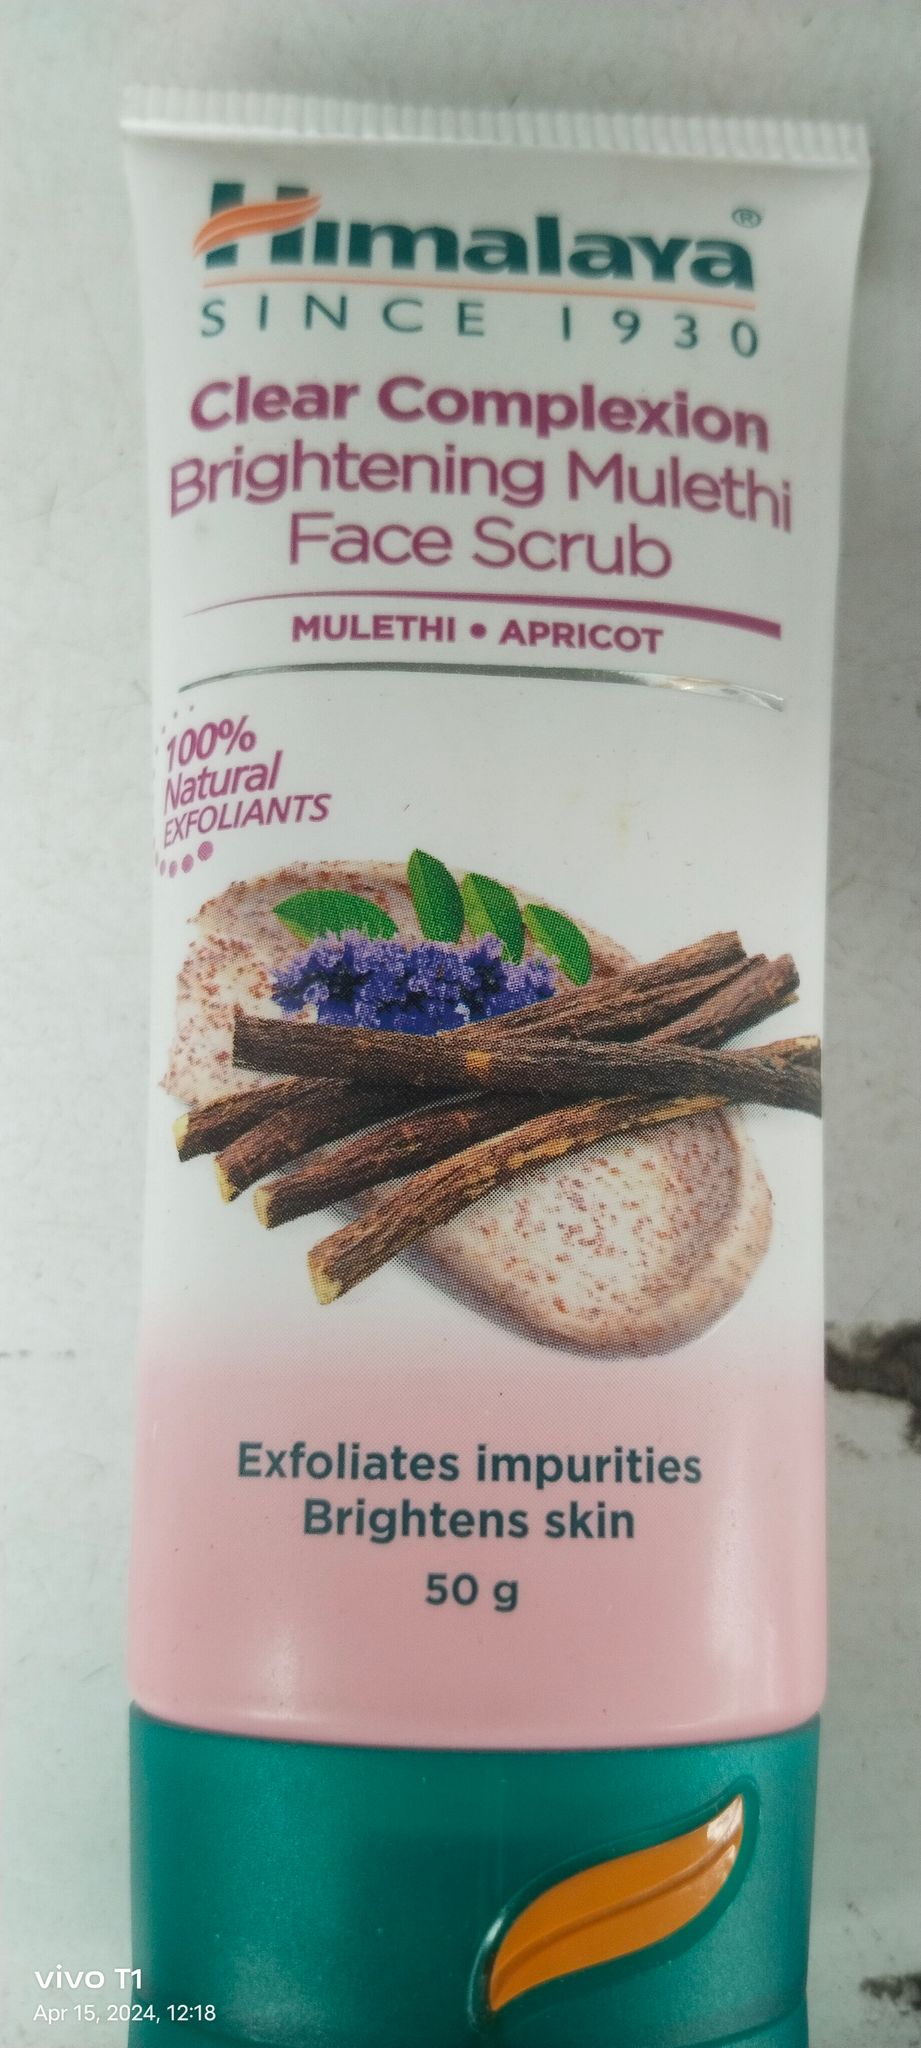 Himalaya®
SINCE 1930
Clear Complexion
Brightening Mulethi
Face Scrub
MULETHI • APRICOT
100%
Natural
EXFOLIANTS
Exfoliates impurities
Brightens skin
50 g
vivo T1
Apr 15, 2024, 12:18